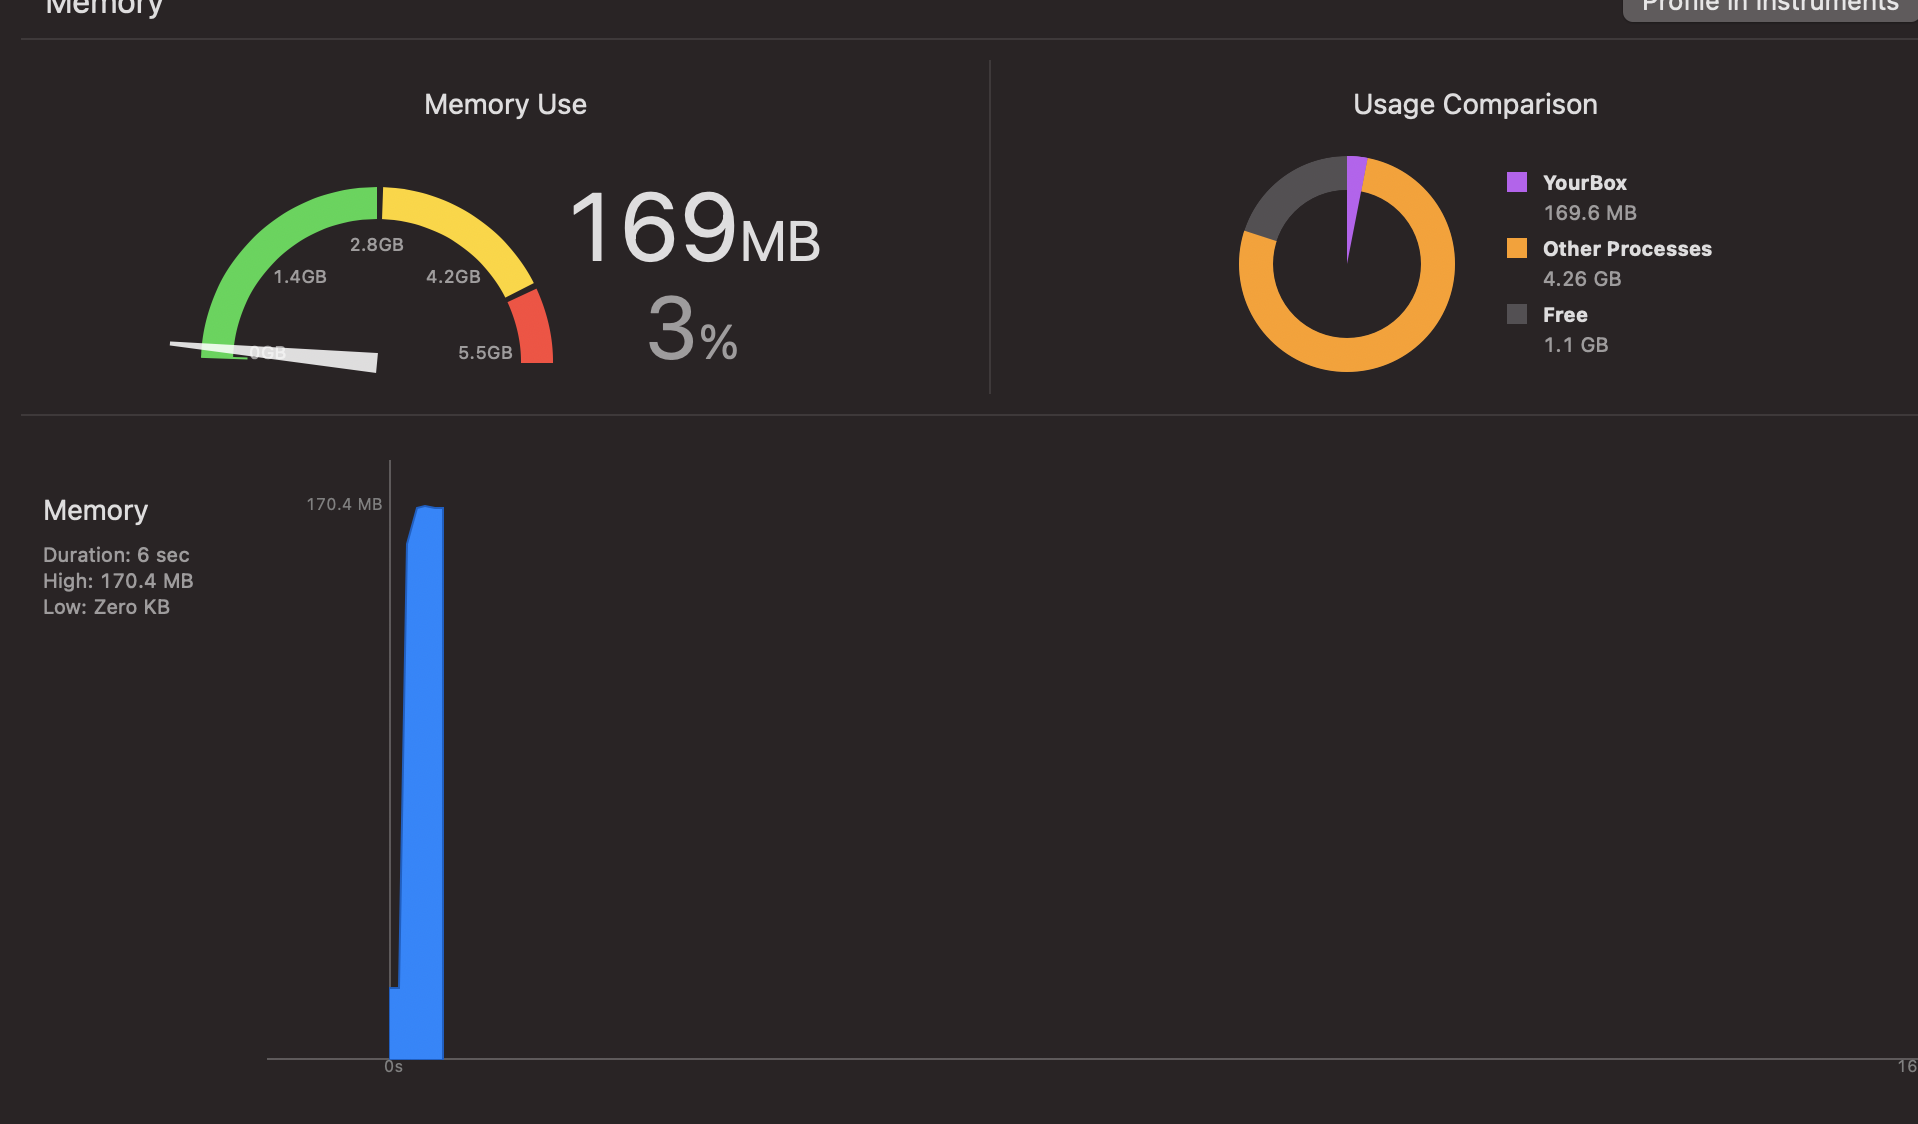 Memory
Profile in Instruments
Memory Use
Usage Comparison
2.8GB
1.4GB
4.2GB
0GB
5.5GB
169MB
3%
YourBox
169.6 MB
Other Processes
4.26 GB
Free
1.1 GB
Memory
Duration: 6 sec
High: 170.4 MB
Low: Zero KB
170.4 MB
0s
16